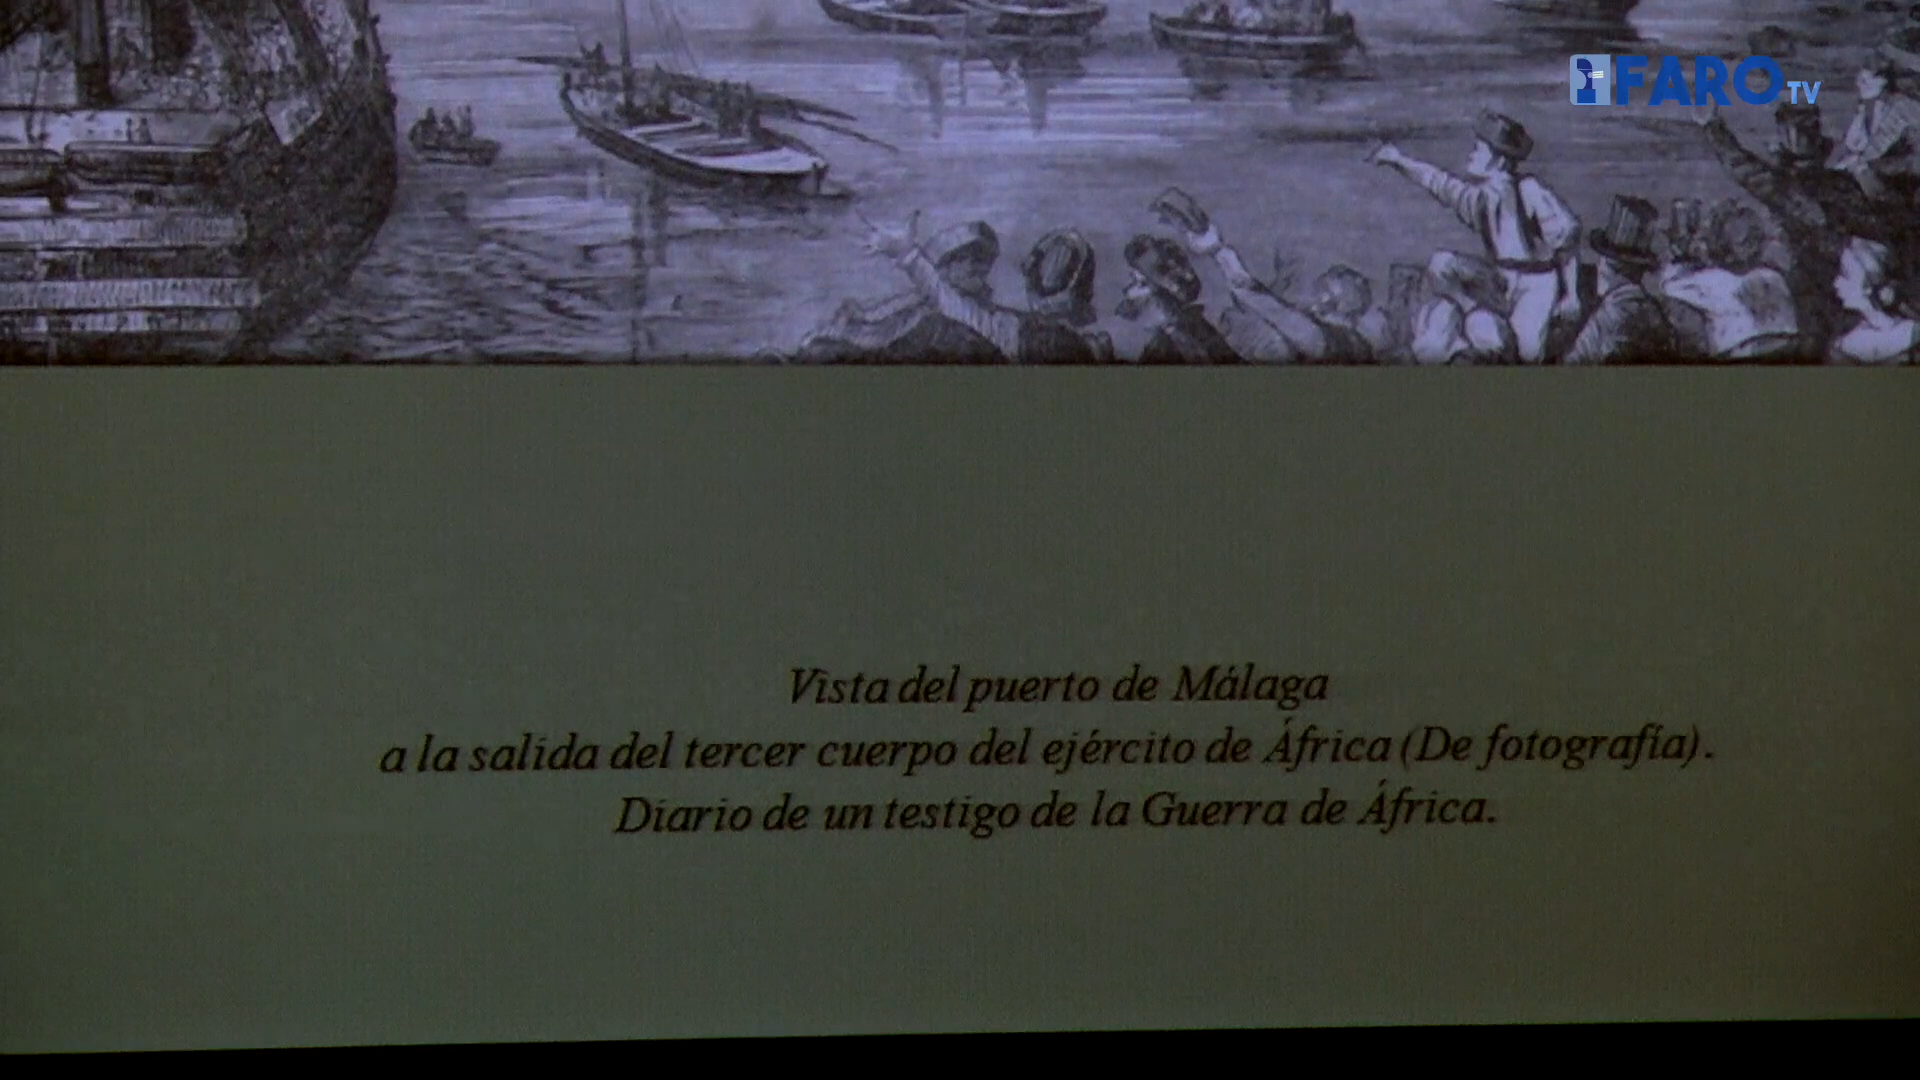 FARO TV
Vista del puerto de Málaga
a la salida del tercer cuerpo del ejército de África (De fotografía).
Diario de un testigo de la Guerra de África.